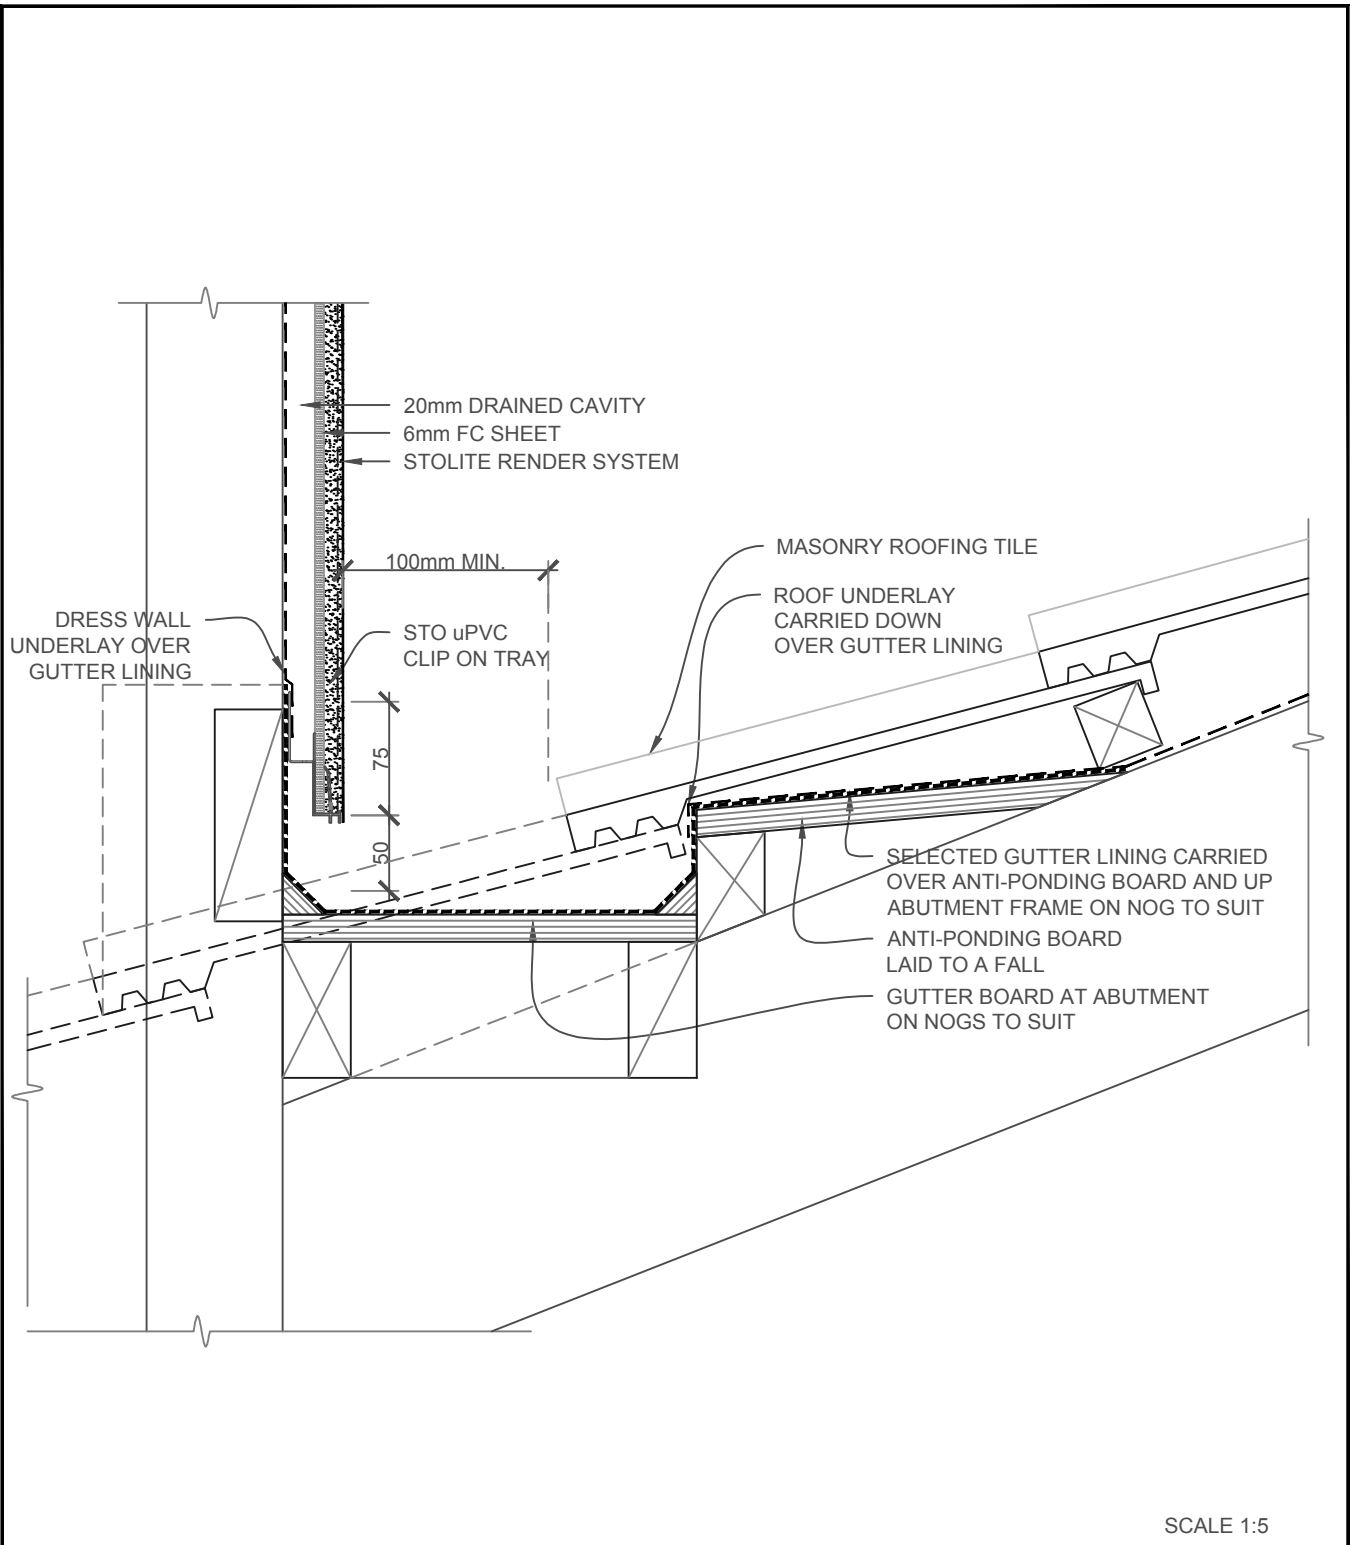 20mm DRAINED CAVITY
6mm FC SHEET
STOLITE RENDER SYSTEM
100mm MIN.
MASONRY ROOFING TILE
ROOF UNDERLAY
CARRIED DOWN
OVER GUTTER LINING
DRESS WALL
UNDERLAY OVER
GUTTER LINING
STO uPVC
CLIP ON TRAY
75
50
SELECTED GUTTER LINING CARRIED
OVER ANTI-PONDING BOARD AND UP
ABUTMENT FRAME ON NOG TO SUIT
ANTI-PONDING BOARD
LAID TO A FALL
GUTTER BOARD AT ABUTMENT
ON NOGS TO SUIT
SCALE 1:5